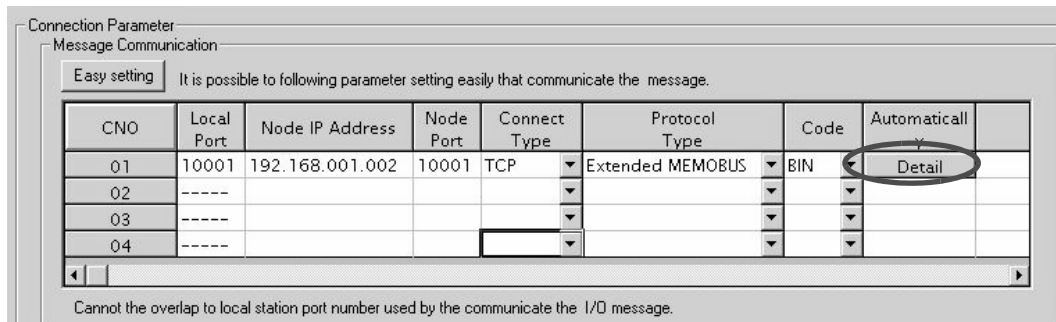 Connection Parameter
Message Communication
Easy setting It is possible to following parameter setting easily that communicate the message.
CNO Local Port Node IP Address Node Port Connect Type Protocol Type Code Automaticall y
01 10001 192.168.001.002 10001 TCP Extended MEMOBUS BIN Detail
02 -----
03 -----
04 -----
Cannot the overlap to local station port number used by the communicate the I/O message.